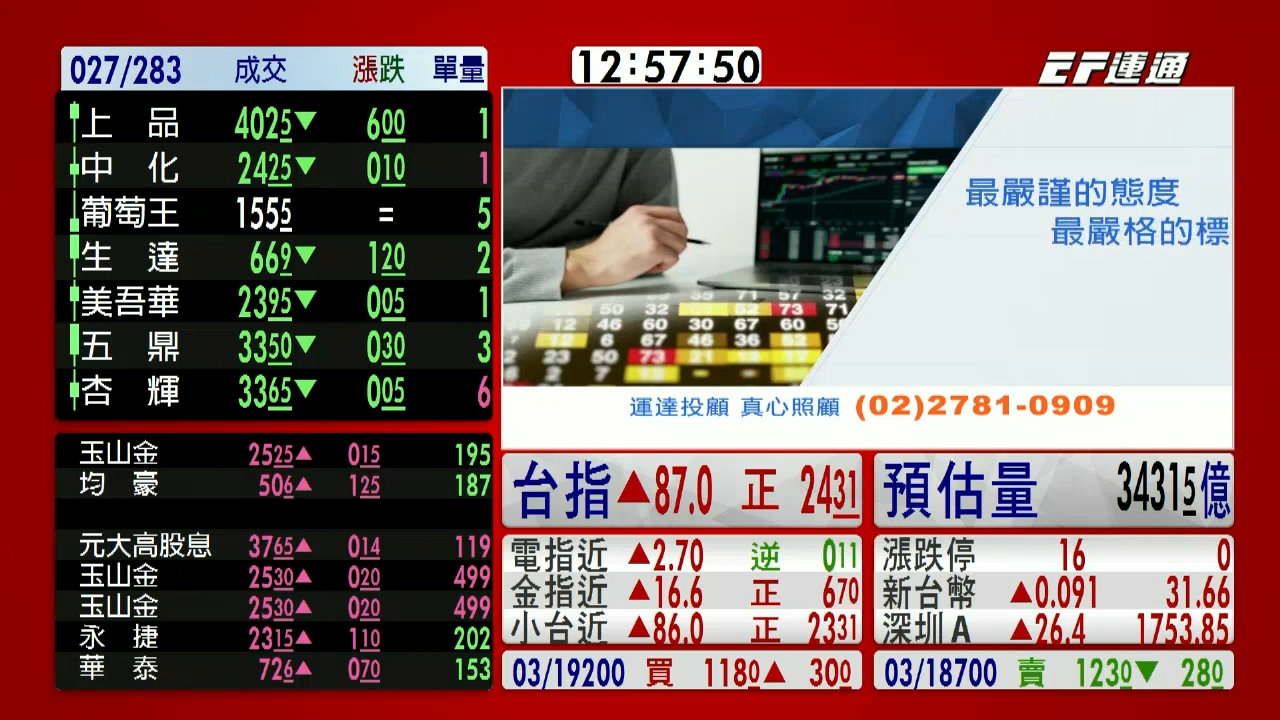 027/283 成交 漲跌 單量
上品 4025▼ 600 1
中化 2425▼ 010 1
葡萄王 1555 = 5
生達 669▼ 120 2
美吾華 2395▼ 005 1
五鼎 3350▼ 030 3
杏輝 3365▼ 005 6
玉山金 2525▲ 015 195
均豪 506▲ 125 187
元大高股息 3765▲ 014 119
玉山金 2530▲ 020 499
玉山金 2530▲ 020 499
永捷 2315▲ 110 202
華泰 726▲ 070 153
12:57:50
EF運通
最嚴謹的態度
最嚴格的標
運達投顧 真心照顧 (02)2781-0909
台指▲87.0 正 2431
預估量 34315億
電指近 ▲2.70 逆 011
金指近 ▲16.6 正 670
小台近 ▲86.0 正 2331
漲跌停 16 0
新台幣 ▲0.091 31.66
深圳A ▲26.4 1753.85
03/19200 買 1180▲ 300
03/18700 賣 1230▼ 280